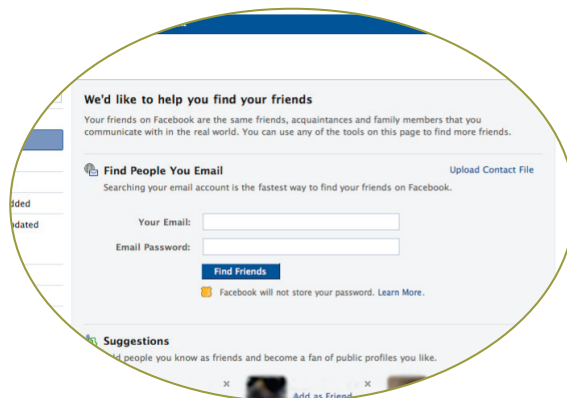 We'd like to help you find your friends
Your friends on Facebook are the same friends, acquaintances and family members that you
communicate with in the real world. You can use any of the tools on this page to find more friends.
Find People You Email Upload Contact File
Searching your email account is the fastest way to find your friends on Facebook.
dded
Your Email:
pdated
Email Password:
Find Friends
Facebook will not store your password. Learn More.
Suggestions
people you know as friends and become a fan of public profiles you like.
x x
Add as Friend